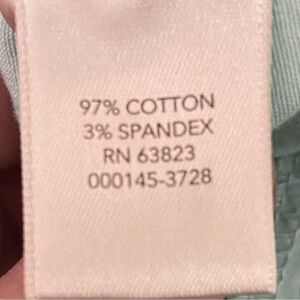 97% COTTON
3% SPANDEX
RN 63823
000145-3728